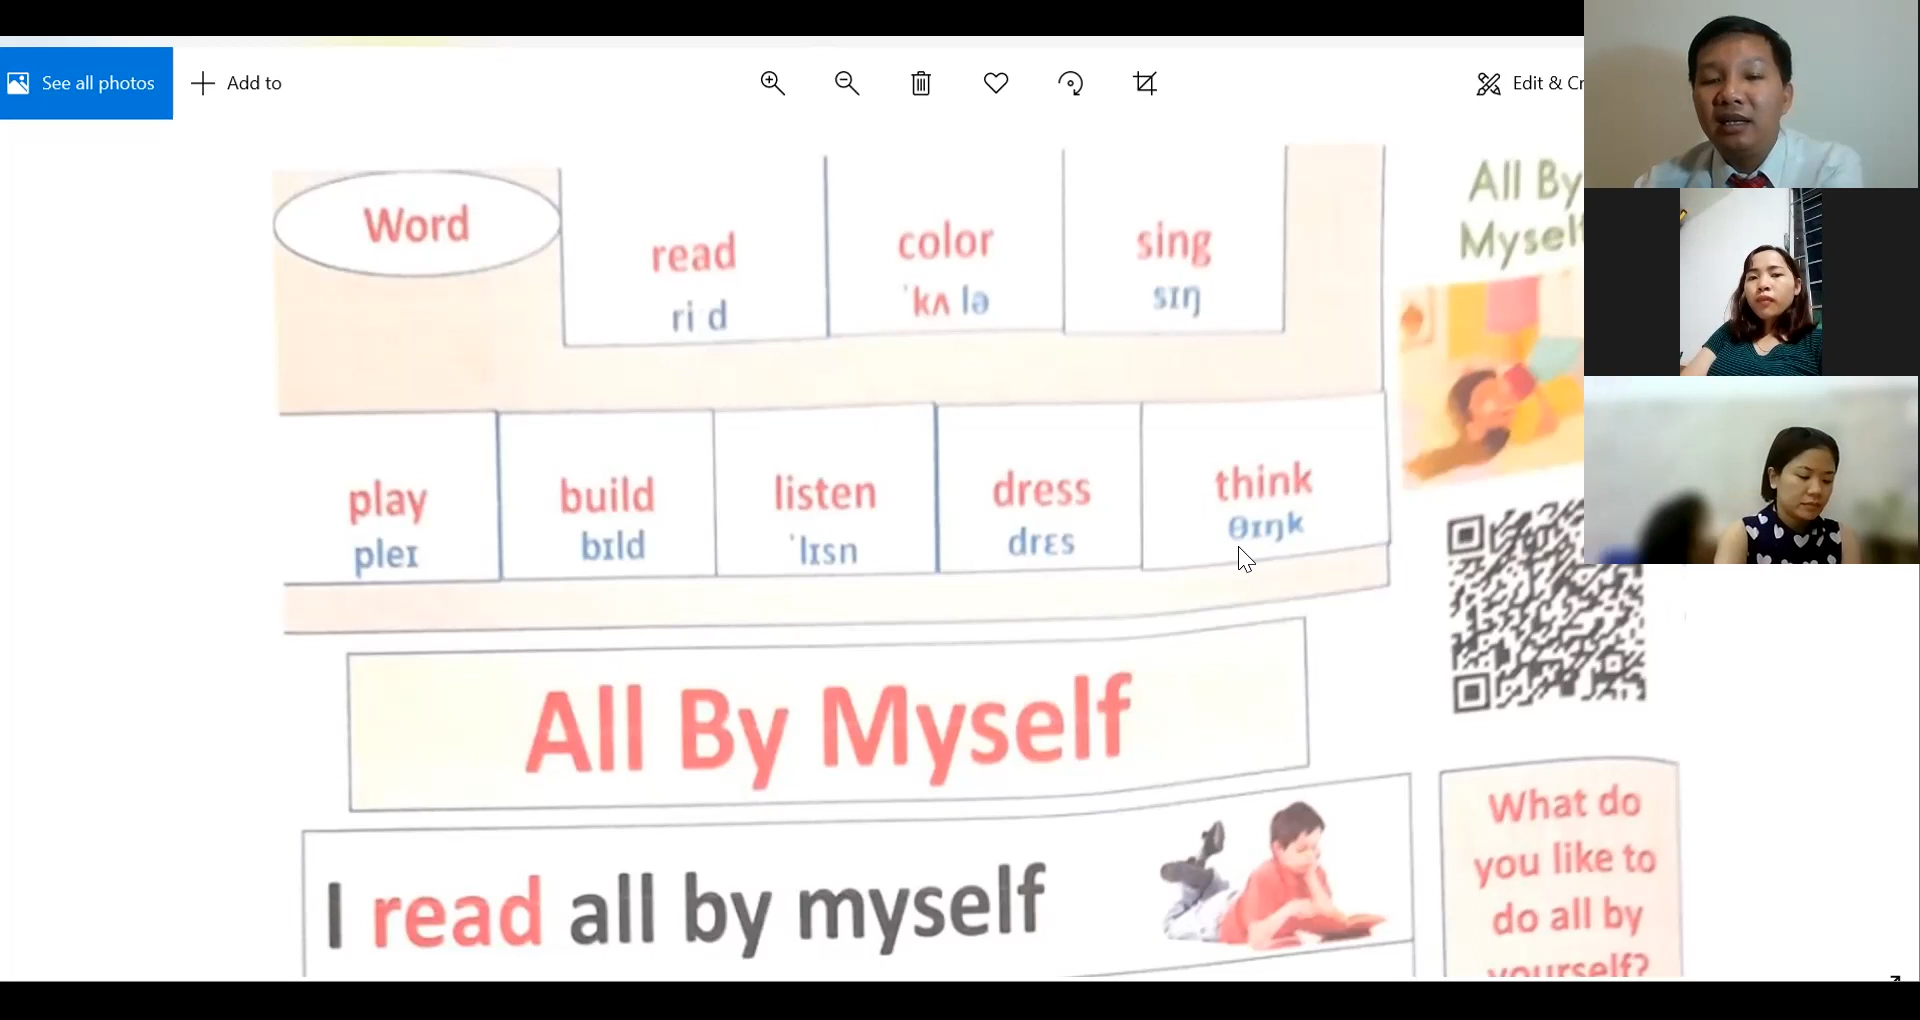 See all photos
Add to
Edit & Cr
Word
read
color
sing
ri d
ˈkʌ lə
sɪŋ
All By
Myself
play
build
listen
dress
think
pleɪ
bɪld
ˈlɪsn
drɛs
θɪŋk
All By Myself
I read all by myself
What do
you like to
do all by
yourself?